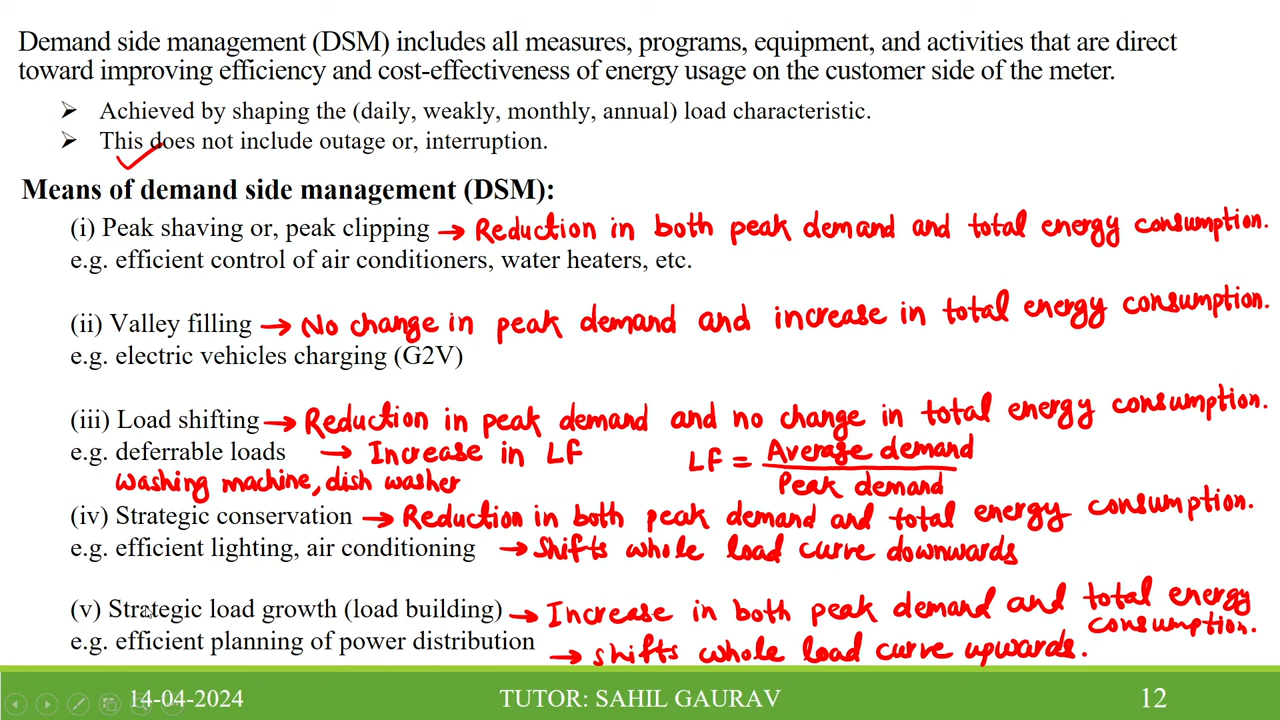 Demand side management (DSM) includes all measures, programs, equipment, and activities that are direct
toward improving efficiency and cost-effectiveness of energy usage on the customer side of the meter.
➤ Achieved by shaping the (daily, weakly, monthly, annual) load characteristic.
➤ This does not include outage or, interruption.
Means of demand side management (DSM):
(i) Peak shaving or, peak clipping → Reduction in both peak demand and total energy consumption.
e.g. efficient control of air conditioners, water heaters, etc.
(ii) Valley filling → No change in peak demand and increase in total energy consumption.
e.g. electric vehicles charging (G2V)
(iii) Load shifting → Reduction in peak demand and no change in total energy consumption.
e.g. deferrable loads → Increase in LF LF = Average demand
Peak demand
washing machine, dish washer
(iv) Strategic conservation → Reduction in both peak demand and total energy consumption.
e.g. efficient lighting, air conditioning → Shifts whole load curve downwards
(v) Strategic load growth (load building) → Increase in both peak demand and total energy
consumption.
e.g. efficient planning of power distribution → shifts whole load curve upwards.
14-04-2024 TUTOR: SAHIL GAURAV 12